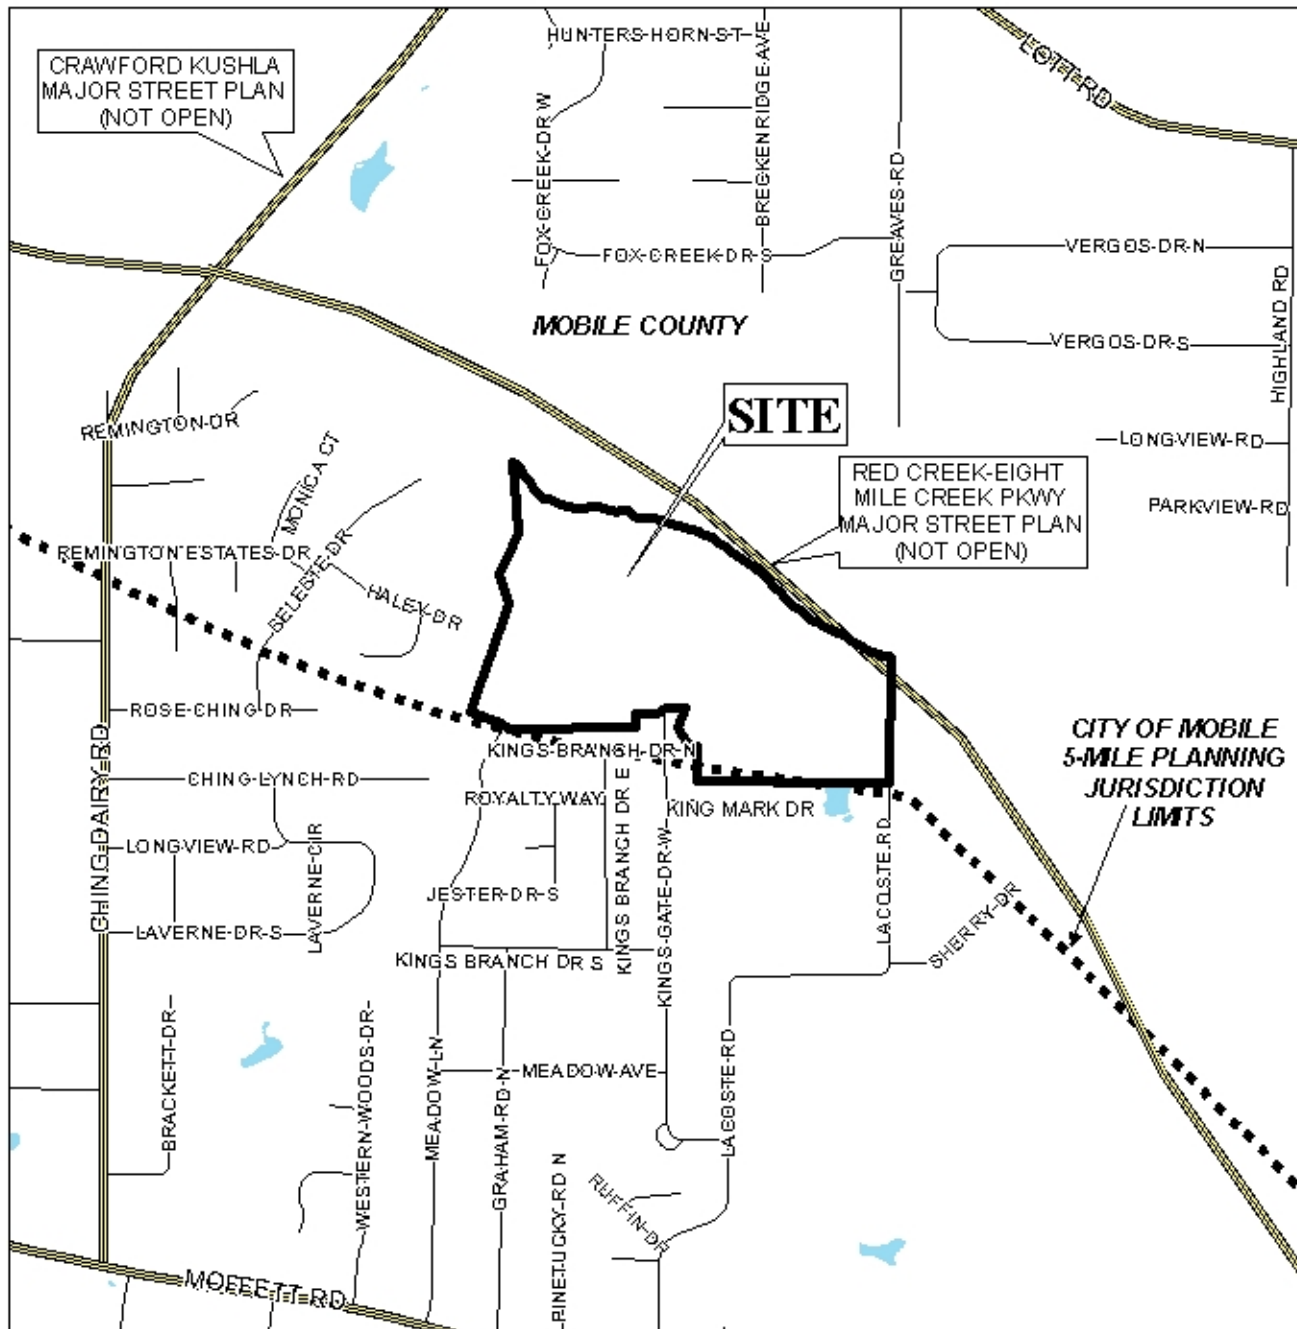 HUNTERS HORN ST
LOTT RD
CRAWFORD KUSHLA
MAJOR STREET PLAN
(NOT OPEN)
FOX CREEK DR W
BRECKENRIDGE AVE
GREAVES RD
FOX CREEK DR S
VERGOS DR N
HIGHLAND RD
MOBILE COUNTY
VERGOS DR S
SITE
REMINGTON DR
MONICA CT
LONGVIEW RD
RED CREEK-EIGHT
MILE CREEK PKWY
MAJOR STREET PLAN
(NOT OPEN)
PARKVIEW RD
REMINGTON ESTATES DR
SELESTE DR
HALEY DR
ROSE CHING DR
CHING DAIRY RD
CITY OF MOBILE
5-MILE PLANNING
JURISDICTION
LIMITS
KINGS BRANCH DR N
CHING LYNCH RD
ROYALTY WAY
KING MARK DR
LONGVIEW RD
LAVERNE CIR
KINGS BRANCH DR E
JESTER DR S
LACOSTE RD
SHERRY DR
LAVERNE DR S
KINGS BRANCH DR S
KINGS GATE DR W
BRACKETT DR
WESTERN WOODS DR
MEADOW LN
GRAHAM RD N
MEADOW AVE
LACOSTE RD
RUFFIN DR
PINETUCKY RD N
MOFFETT RD